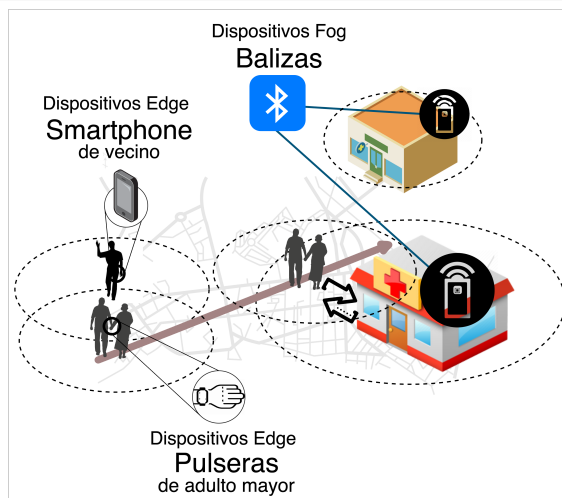 Dispositivos Fog
Balizas
Dispositivos Edge
Smartphone
de vecino
Dispositivos Edge
Pulseras
de adulto mayor